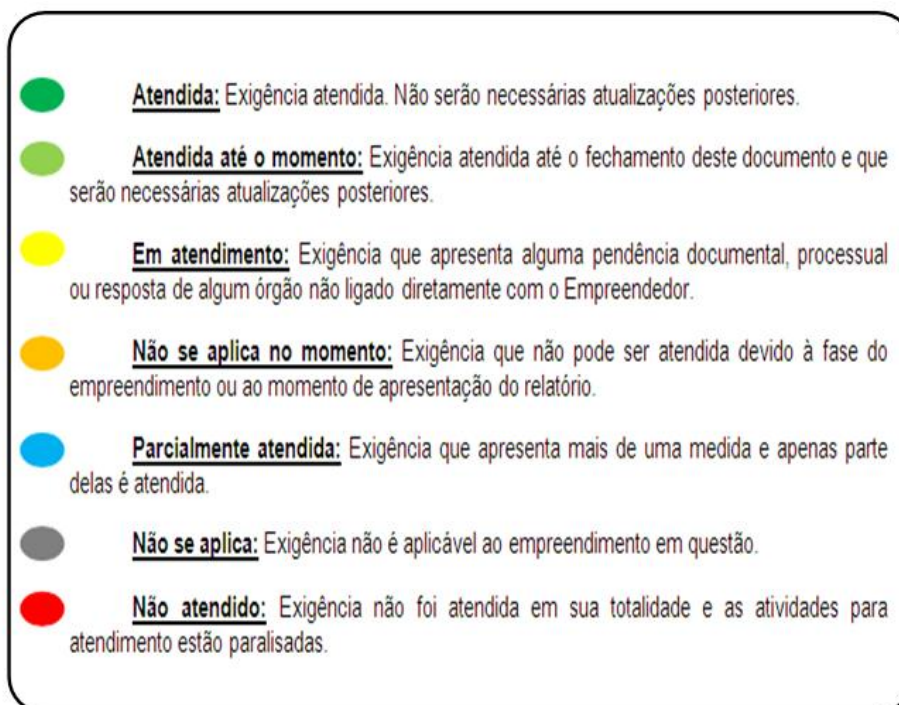 Atendida: Exigência atendida. Não serão necessárias atualizações posteriores.
Atendida até o momento: Exigência atendida até o fechamento deste documento e que
serão necessárias atualizações posteriores.
Em atendimento: Exigência que apresenta alguma pendência documental, processual
ou resposta de algum órgão não ligado diretamente com o Empreendedor.
Não se aplica no momento: Exigência que não pode ser atendida devido à fase do
empreendimento ou ao momento de apresentação do relatório.
Parcialmente atendida: Exigência que apresenta mais de uma medida e apenas parte
delas é atendida.
Não se aplica: Exigência não é aplicável ao empreendimento em questão.
Não atendido: Exigência não foi atendida em sua totalidade e as atividades para
atendimento estão paralisadas.